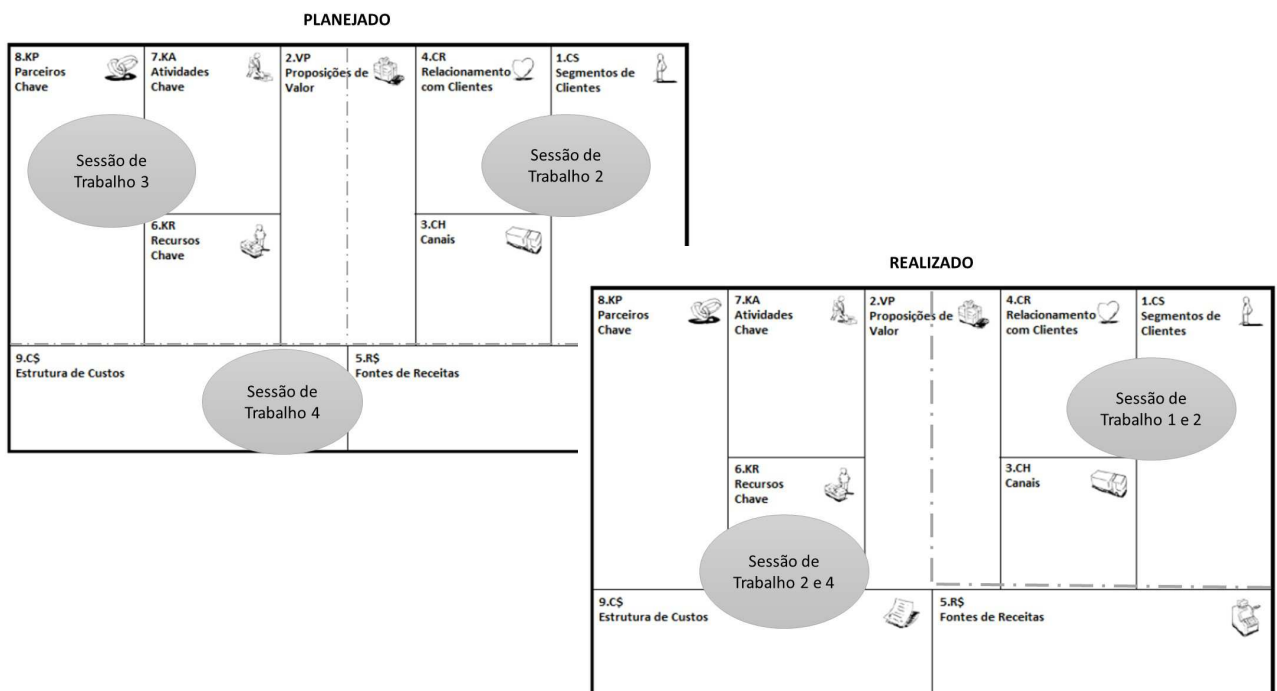 PLANEJADO
8.KP
Parceiros
Chave
7.KA
Atividades
Chave
2.VP
Proposições de
Valor
4.CR
Relacionamento
com Clientes
1.CS
Segmentos de
Clientes
Sessão de
Trabalho 3
Sessão de
Trabalho 2
6.KR
Recursos
Chave
3.CH
Canais
9.C$
Estrutura de Custos
5.R$
Fontes de Receitas
Sessão de
Trabalho 4
REALIZADO
8.KP
Parceiros
Chave
7.KA
Atividades
Chave
2.VP
Proposições de
Valor
4.CR
Relacionamento
com Clientes
1.CS
Segmentos de
Clientes
Sessão de
Trabalho 1 e 2
6.KR
Recursos
Chave
3.CH
Canais
Sessão de
Trabalho 2 e 4
9.C$
Estrutura de Custos
5.R$
Fontes de Receitas